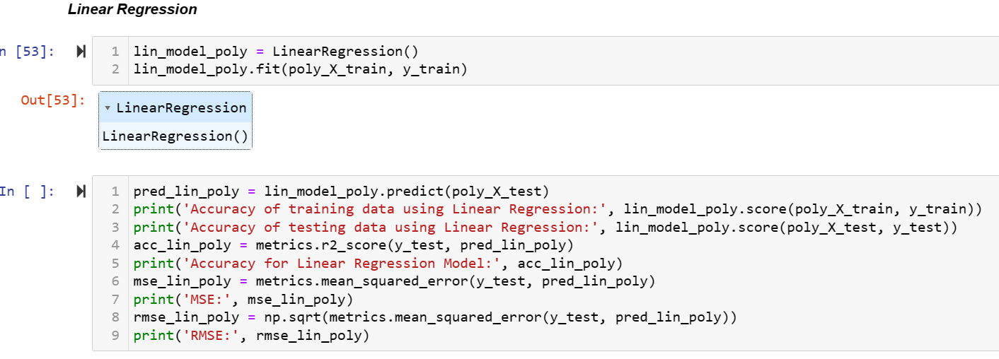 Linear Regression
n [53]:
1 lin_model_poly = LinearRegression()
2 lin_model_poly.fit(poly_X_train, y_train)
Out[53]:
▾ LinearRegression
LinearRegression()
In [ ]:
1 pred_lin_poly = lin_model_poly.predict(poly_X_test)
2 print('Accuracy of training data using Linear Regression:', lin_model_poly.score(poly_X_train, y_train))
3 print('Accuracy of testing data using Linear Regression:', lin_model_poly.score(poly_X_test, y_test))
4 acc_lin_poly = metrics.r2_score(y_test, pred_lin_poly)
5 print('Accuracy for Linear Regression Model:', acc_lin_poly)
6 mse_lin_poly = metrics.mean_squared_error(y_test, pred_lin_poly)
7 print('MSE:', mse_lin_poly)
8 rmse_lin_poly = np.sqrt(metrics.mean_squared_error(y_test, pred_lin_poly))
9 print('RMSE:', rmse_lin_poly)